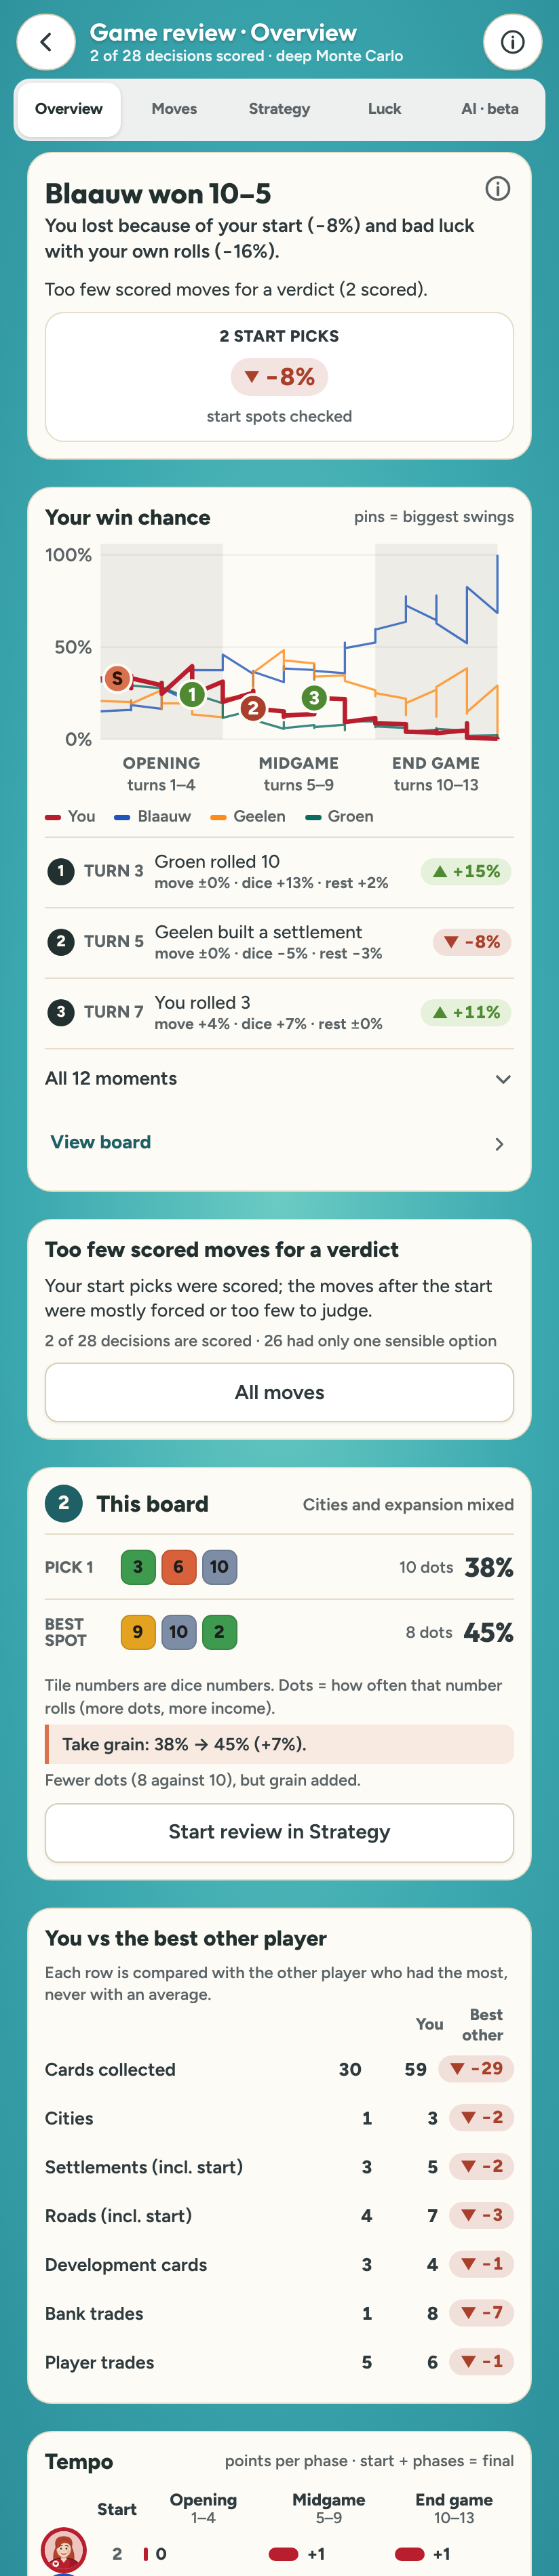 Game review · Overview
2 of 28 decisions scored · deep Monte Carlo
Overview
Moves
Strategy
Luck
AI · beta
Blaauw won 10–5
You lost because of your start (−8%) and bad luck
with your own rolls (−16%).
Too few scored moves for a verdict (2 scored).
2 START PICKS
▼ −8%
start spots checked
Your win chance
pins = biggest swings
100%
50%
0%
S
1
2
3
OPENING
turns 1–4
MIDGAME
turns 5–9
END GAME
turns 10–13
You
Blaauw
Geelen
Groen
1 TURN 3 Groen rolled 10
move ±0% · dice +13% · rest +2%
▲ +15%
2 TURN 5 Geelen built a settlement
move ±0% · dice −5% · rest −3%
▼ −8%
3 TURN 7 You rolled 3
move +4% · dice +7% · rest ±0%
▲ +11%
All 12 moments
View board
Too few scored moves for a verdict
Your start picks were scored; the moves after the start
were mostly forced or too few to judge.
2 of 28 decisions are scored · 26 had only one sensible option
All moves
2 This board
Cities and expansion mixed
PICK 1 3 6 10 10 dots 38%
BEST
SPOT
9 10 2 8 dots 45%
Tile numbers are dice numbers. Dots = how often that number
rolls (more dots, more income).
Take grain: 38% → 45% (+7%).
Fewer dots (8 against 10), but grain added.
Start review in Strategy
You vs the best other player
Each row is compared with the other player who had the most,
never with an average.
You
Best
other
Cards collected 30 59 ▼ −29
Cities 1 3 ▼ −2
Settlements (incl. start) 3 5 ▼ −2
Roads (incl. start) 4 7 ▼ −3
Development cards 3 4 ▼ −1
Bank trades 1 8 ▼ −7
Player trades 5 6 ▼ −1
Tempo
points per phase · start + phases = final
Start
Opening
1–4
Midgame
5–9
End game
10–13
2 0 +1 +1